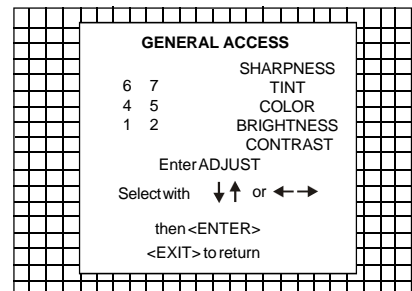 GENERAL ACCESS
SHARPNESS
6 7 TINT
4 5 COLOR
1 2 BRIGHTNESS
CONTRAST
Enter ADJUST
Select with ↓↑ or ←→
then <ENTER>
<EXIT> to return